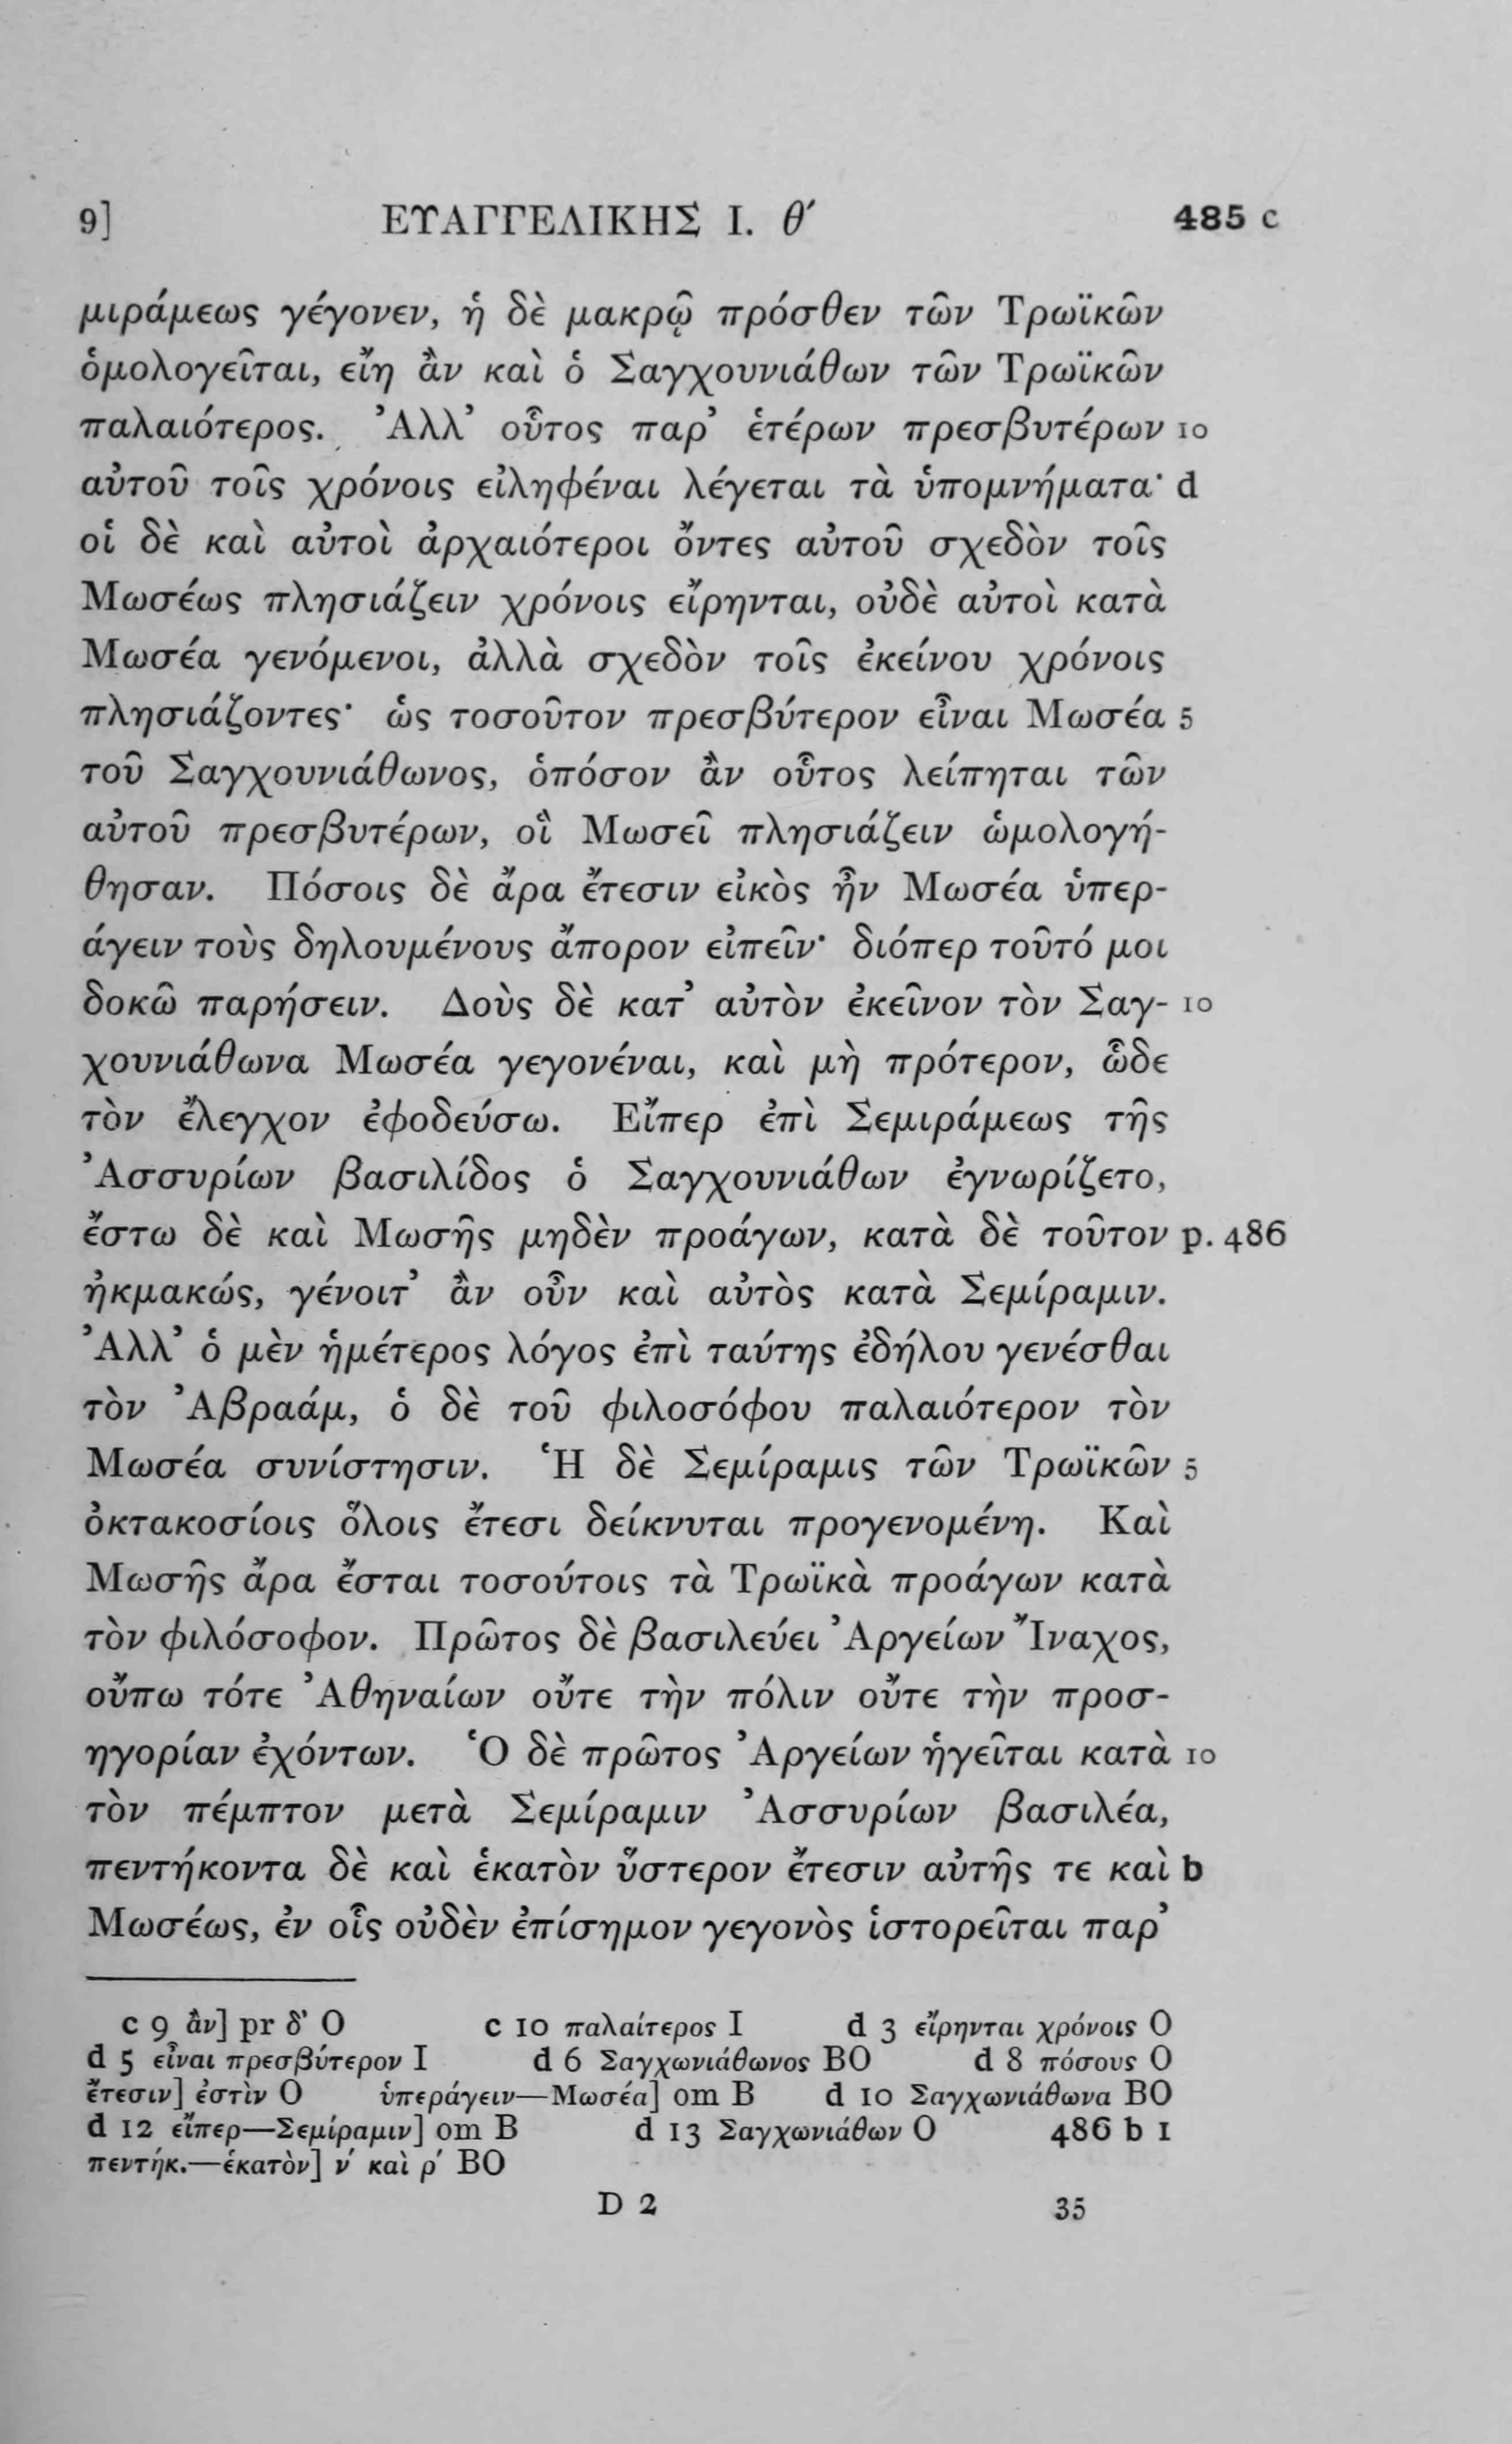 9] ΕΥΑΓΓΕΛΙΚΗΣ Ι. θ´ 485 c
μιράμεως γέγονεν, ἡ δὲ μακρῷ πρόσθεν τῶν Τρωϊκῶν
ὁμολογεῖται, εἴη ἂν καὶ ὁ Σαγχουνιάθων τῶν Τρωϊκῶν
παλαιότερος. Ἀλλ’ οὗτος παρ’ ἑτέρων πρεσβυτέρων 10
αὐτοῦ τοῖς χρόνοις εἰληφέναι λέγεται τὰ ὑπομνήματα· d
οἱ δὲ καὶ αὐτοὶ ἀρχαιότεροι ὄντες αὐτοῦ σχεδὸν τοῖς
Μωσέως πλησιάζειν χρόνοις εἴρηνται, οὐδὲ αὐτοὶ κατὰ
Μωσέα γενόμενοι, ἀλλὰ σχεδὸν τοῖς ἐκείνου χρόνοις
πλησιάζοντες· ὡς τοσοῦτον πρεσβύτερον εἶναι Μωσέα 5
τοῦ Σαγχουνιάθωνος, ὁπόσον ἂν οὗτος λείπηται τῶν
αὐτοῦ πρεσβυτέρων, οἳ Μωσεῖ πλησιάζειν ὡμολογή-
θησαν. Πόσοις δὲ ἄρα ἔτεσιν εἰκὸς ἦν Μωσέα ὑπερ-
άγειν τοὺς δηλουμένους ἄπορον εἰπεῖν· διόπερ τοῦτό μοι
δοκῶ παρήσειν. Δοὺς δὲ κατ’ αὐτὸν ἐκεῖνον τὸν Σαγ- 10
χουνιάθωνα Μωσέα γεγονέναι, καὶ μὴ πρότερον, ὧδε
τὸν ἔλεγχον ἐφοδεύσω. Εἴπερ ἐπὶ Σεμιράμεως τῆς
Ἀσσυρίων βασιλίδος ὁ Σαγχουνιάθων ἐγνωρίζετο,
ἔστω δὲ καὶ Μωσῆς μηδὲν προάγων, κατὰ δὲ τοῦτον p. 486
ἠκμακώς, γένοιτ’ ἂν οὖν καὶ αὐτὸς κατὰ Σεμίραμιν.
Ἀλλ’ ὁ μὲν ἡμέτερος λόγος ἐπὶ ταύτης ἐδήλου γενέσθαι
τὸν Ἀβραάμ, ὁ δὲ τοῦ φιλοσόφου παλαιότερον τὸν
Μωσέα συνίστησιν. Ἡ δὲ Σεμίραμις τῶν Τρωϊκῶν 5
ὀκτακοσίοις ὅλοις ἔτεσι δείκνυται προγενομένη. Καὶ
Μωσῆς ἄρα ἔσται τοσούτοις τὰ Τρωϊκὰ προάγων κατὰ
τὸν φιλόσοφον. Πρῶτος δὲ βασιλεύει Ἀργείων Ἴναχος,
οὔπω τότε Ἀθηναίων οὔτε τὴν πόλιν οὔτε τὴν προσ-
ηγορίαν ἐχόντων. Ὁ δὲ πρῶτος Ἀργείων ἡγεῖται κατὰ 10
τὸν πέμπτον μετὰ Σεμίραμιν Ἀσσυρίων βασιλέα,
πεντήκοντα δὲ καὶ ἑκατὸν ὕστερον ἔτεσιν αὐτῆς τε καὶ b
Μωσέως, ἐν οἷς οὐδὲν ἐπίσημον γεγονὸς ἱστορεῖται παρ’
c 9 ἂν] pr δ’ O c 10 παλαίτερος I d 3 εἴρηνται χρόνοις O
d 5 εἶναι πρεσβύτερον I d 6 Σαγχωνιάθωνος BO d 8 πόσους O
ἔτεσιν] ἐστὶν O ὑπεράγειν—Μωσέα] om B d 10 Σαγχωνιάθωνα BO
d 12 εἴπερ—Σεμίραμιν] om B d 13 Σαγχωνιάθων O 486 b 1
πεντήκ.—ἑκατὸν] ν´ καὶ ρ´ BO
D 2 35